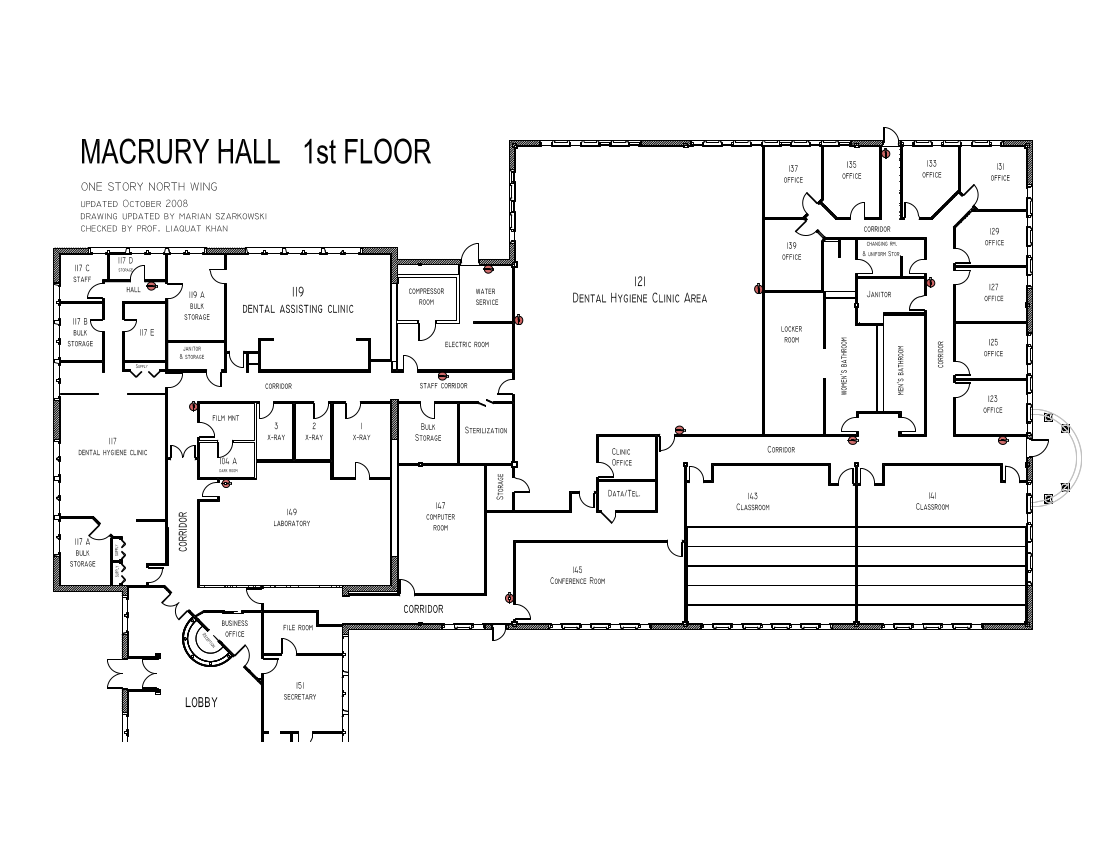 MACRURY HALL 1st FLOOR
ONE STORY NORTH WING
UPDATED OCTOBER 2008
DRAWING UPDATED BY MARIAN SZARKOWSKI
CHECKED BY PROF. LIAQUAT KHAN
117 C
STAFF
117 D
STORAGE
HALL
117 B
BULK
STORAGE
117 E
119 A
BULK
STORAGE
JANITOR
& STORAGE
SUPPLY
119
DENTAL ASSISTING CLINIC
COMPRESSOR
ROOM
WATER
SERVICE
ELECTRIC ROOM
CORRIDOR
STAFF CORRIDOR
121
DENTAL HYGIENE CLINIC AREA
137
OFFICE
135
OFFICE
133
OFFICE
131
OFFICE
CORRIDOR
139
OFFICE
CHANGING RM.
& UNIFORM STOR.
JANITOR
129
OFFICE
127
OFFICE
125
OFFICE
123
OFFICE
LOCKER
ROOM
WOMEN'S BATHROOM
MEN'S BATHROOM
CORRIDOR
117
DENTAL HYGIENE CLINIC
FILM MNT
104 A
DARK ROOM
3
X-RAY
2
X-RAY
1
X-RAY
BULK
STORAGE
STERILIZATION
CLINIC
OFFICE
DATA/TEL.
CORRIDOR
CORRIDOR
149
LABORATORY
147
COMPUTER
ROOM
STORAGE
143
CLASSROOM
141
CLASSROOM
117 A
BULK
STORAGE
SUPPLY
SUPPLY
145
CONFERENCE ROOM
CORRIDOR
BUSINESS
OFFICE
RECEPTION
FILE ROOM
151
SECRETARY
LOBBY